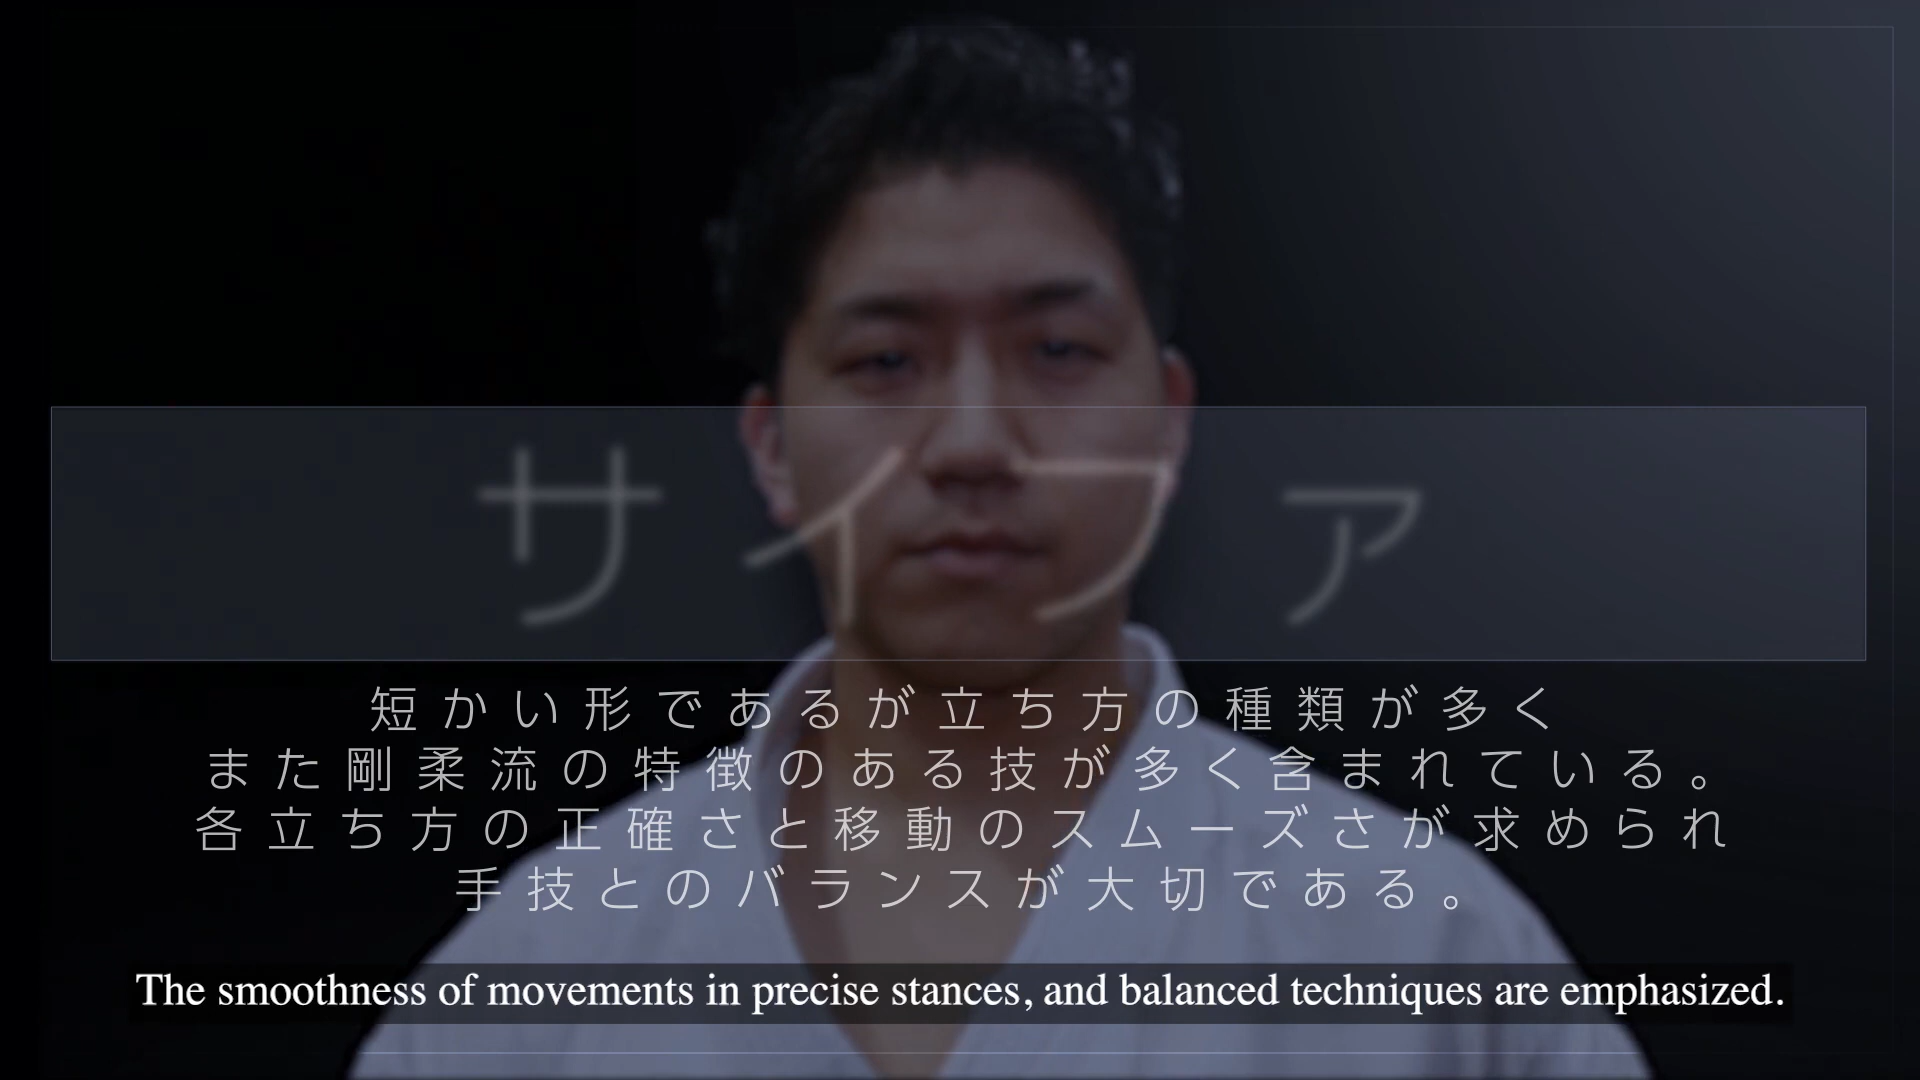 サイファ
短かい形であるが立ち方の種類が多く
また剛柔流の特徴のある技が多く含まれている。
各立ち方の正確さと移動のスムーズさが求められ
手技とのバランスが大切である。
The smoothness of movements in precise stances, and balanced techniques are emphasized.